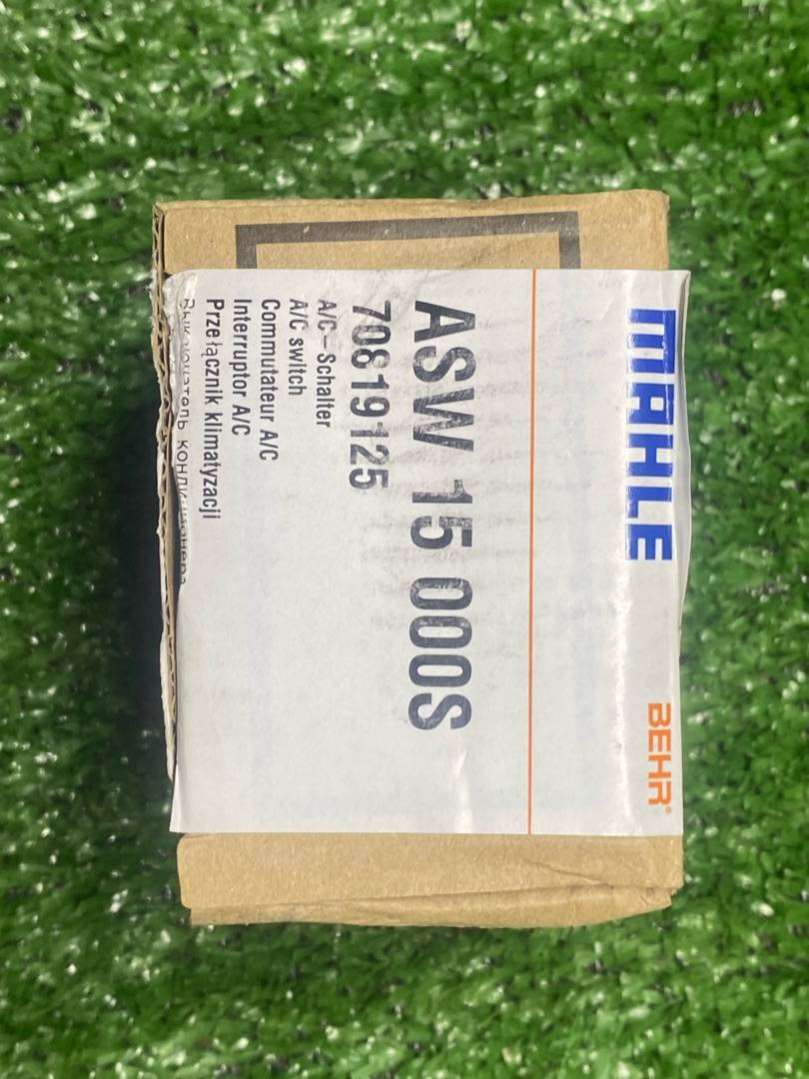 MAHLE BEHR®
ASW 15 000S
70819125
A/C-Schalter
A/C switch
Commutateur A/C
Interruptor A/C
Przełącznik klimatyzacji